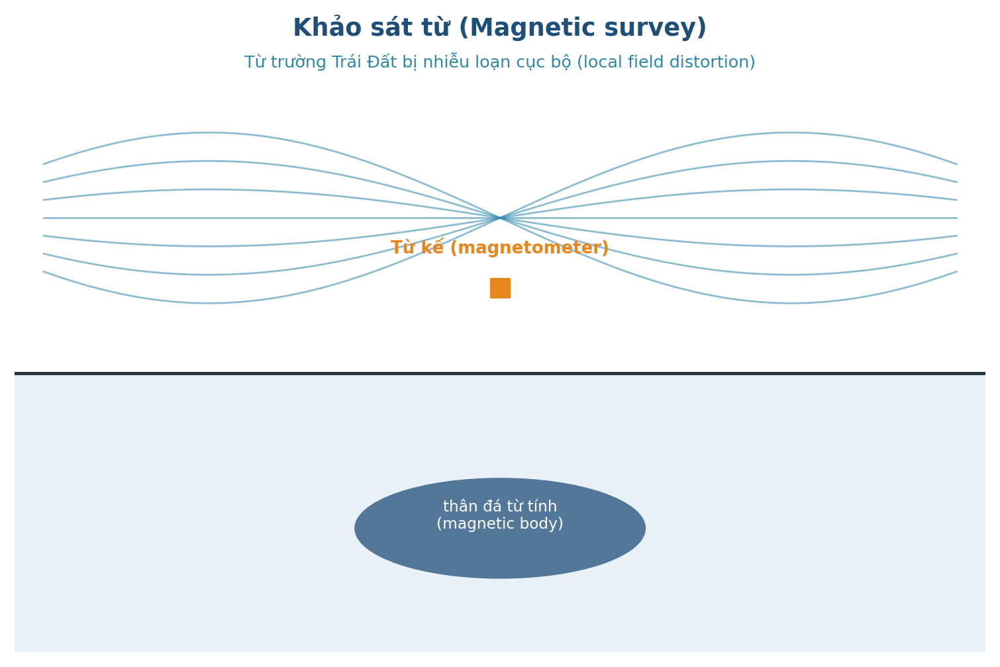 Khảo sát từ (Magnetic survey)
Từ trường Trái Đất bị nhiễu loạn cục bộ (local field distortion)
Từ kế (magnetometer)
thân đá từ tính
(magnetic body)